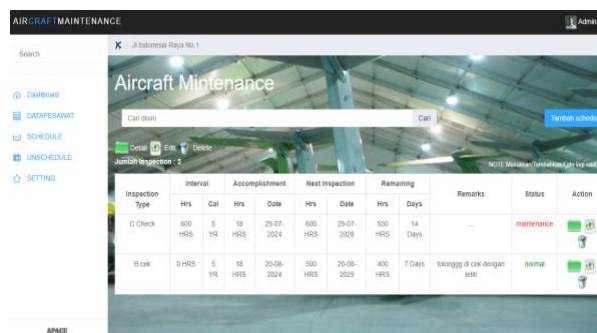 AIRCRAFTMAINTENANCE
Admin
Search
Jl.Indonesia Raya No.1
Dashboard
DATAPESAWAT
SCHEDULE
UNSCHEDULE
SETTING
Aircraft Mintenance
Cari disini
Cari
Tambah schedu
Detail Edit Delete
Jumlah Inspection : 2
NOTE
Inspection Type Interval Accomplishment Next Inspection Remaining Remarks Status Action
Hrs Cal Hrs Date Hrs Date Hrs Days
C Check 600 HRS 5 YR 18 HRS 29-07-2024 600 HRS 29-07-2028 550 HRS 14 Days .... maintenance
B cek 0 HRS 5 YR 18 HRS 20-08-2024 500 HRS 20-08-2029 400 HRS 7 Days tolonggg di cek dengan teliti normal
APACE